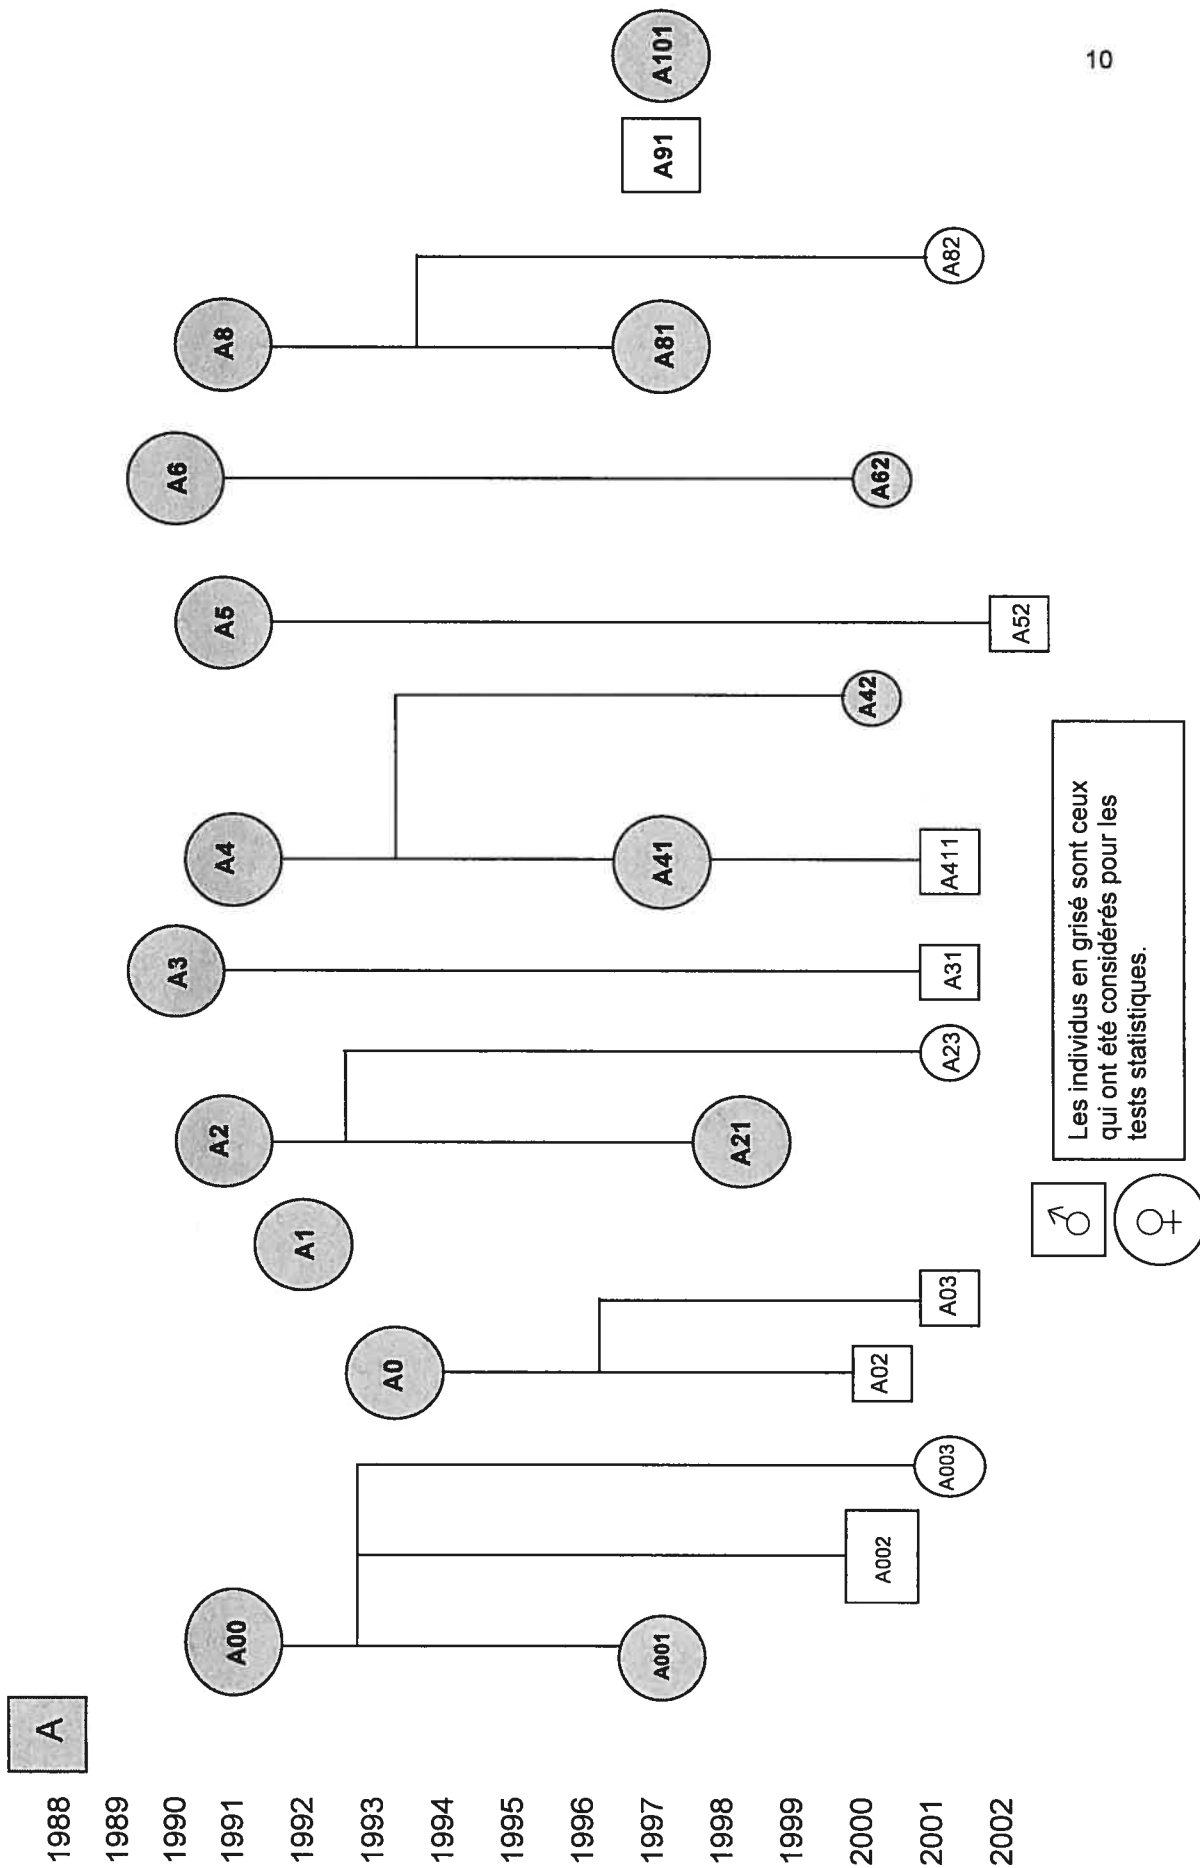 1988
1989
1990
1991
1992
1993
1994
1995
1996
1997
1998
1999
2000
2001
2002
A
A00
A001
A002
A003
A0
A02
A03
A1
A2
A21
A23
A3
A31
A4
A41
A411
A42
A5
A52
A6
A62
A8
A81
A82
A91
A101
♂
♀
Les individus en grisé sont ceux
qui ont été considérés pour les
tests statistiques.
10